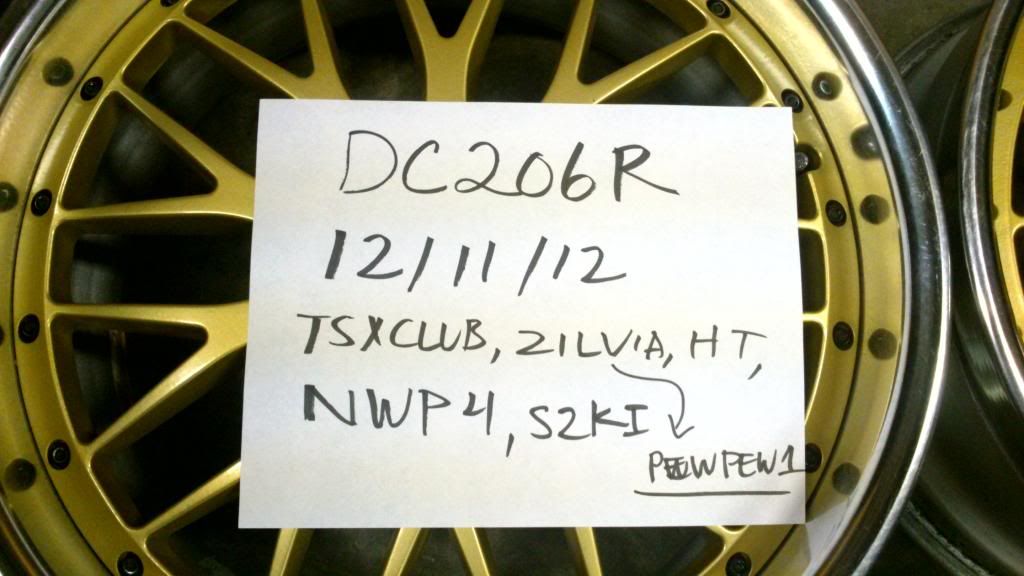 DC206R
12/11/12
TSXCLUB, ZILVIA, HT,
NWP4, S2KI
PEWPEW1